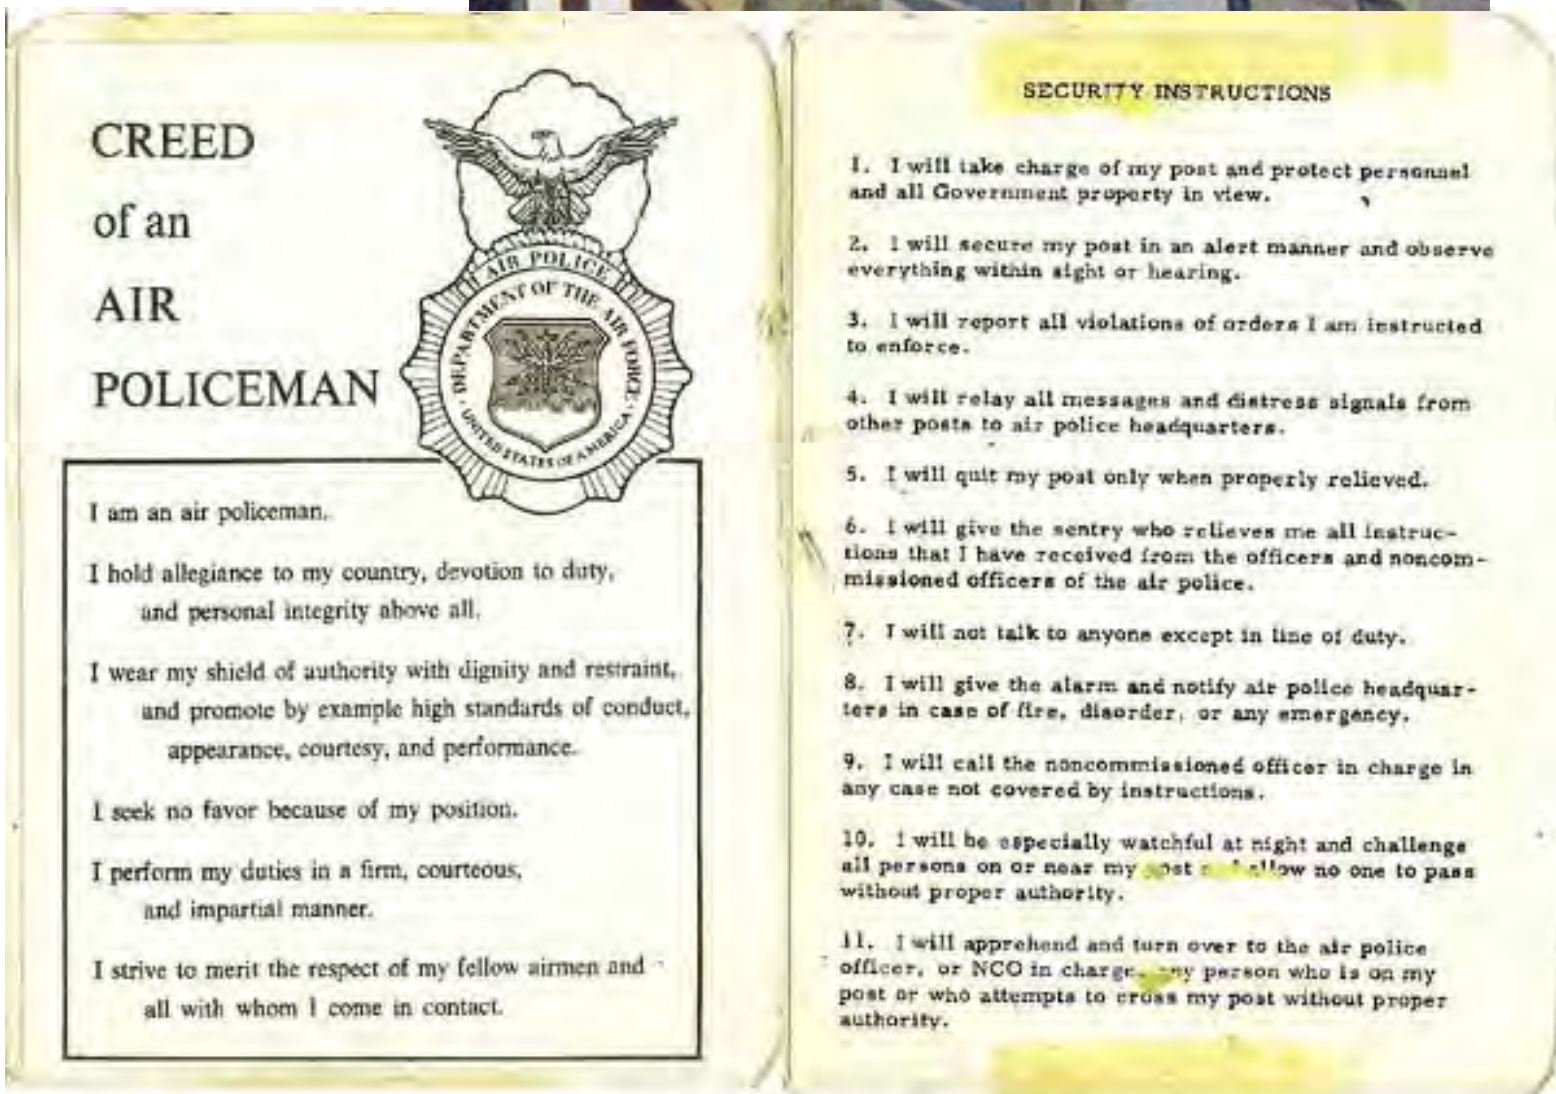 CREED
of an
AIR
POLICEMAN
AIR POLICE
DEPARTMENT OF THE AIR FORCE
UNITED STATES OF AMERICA
I am an air policeman.
I hold allegiance to my country, devotion to duty,
and personal integrity above all.
I wear my shield of authority with dignity and restraint,
and promote by example high standards of conduct,
appearance, courtesy, and performance.
I seek no favor because of my position.
I perform my duties in a firm, courteous,
and impartial manner.
I strive to merit the respect of my fellow airmen and
all with whom I come in contact.
SECURITY INSTRUCTIONS
1. I will take charge of my post and protect personnel
and all Government property in view.
2. I will secure my post in an alert manner and observe
everything within sight or hearing.
3. I will report all violations of orders I am instructed
to enforce.
4. I will relay all messages and distress signals from
other posts to air police headquarters.
5. I will quit my post only when properly relieved.
6. I will give the sentry who relieves me all instruc-
tions that I have received from the officers and noncom-
missioned officers of the air police.
7. I will not talk to anyone except in line of duty.
8. I will give the alarm and notify air police headquar-
ters in case of fire, disorder, or any emergency.
9. I will call the noncommissioned officer in charge in
any case not covered by instructions.
10. I will be especially watchful at night and challenge
all persons on or near my post and allow no one to pass
without proper authority.
11. I will apprehend and turn over to the air police
officer, or NCO in charge, any person who is on my
post or who attempts to cross my post without proper
authority.